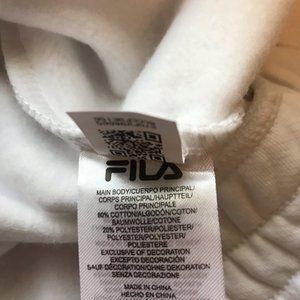 FILA
MAIN BODY/CUERPO PRINCIPAL/
CORPS PRINCIPAL/HAUPTTEIL/
CORPO PRINCIPALE
80% COTTON/ALGODÓN/COTON/
BAUMWOLLE/COTONE
20% POLYESTER/POLIESTER/
POLYESTER/POLYESTER/
POLIESTERE
EXCLUSIVE OF DECORATION
EXCEPTO DECORACIÓN
SAUF DÉCORATION/OHNE DEKORATION
SENZA DECORAZIONI
MADE IN CHINA
HECHO EN CHINA